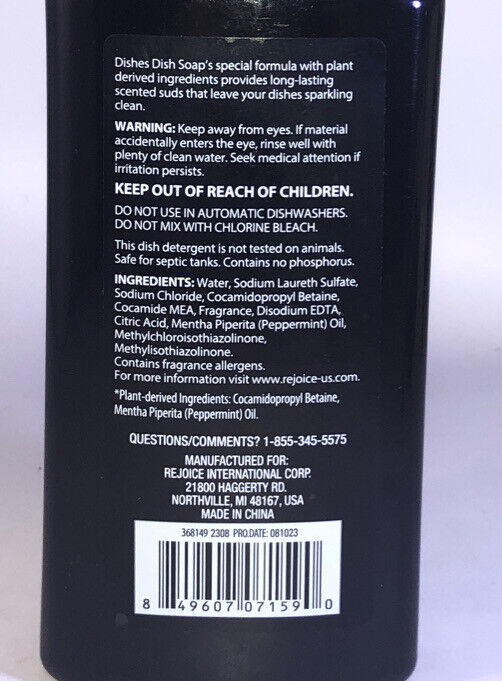 Dishes Dish Soap's special formula with plant
derived ingredients provides long-lasting
scented suds that leave your dishes sparkling
clean.
WARNING: Keep away from eyes. If material
accidentally enters the eye, rinse well with
plenty of clean water. Seek medical attention if
irritation persists.
KEEP OUT OF REACH OF CHILDREN.
DO NOT USE IN AUTOMATIC DISHWASHERS.
DO NOT MIX WITH CHLORINE BLEACH.
This dish detergent is not tested on animals.
Safe for septic tanks. Contains no phosphorus.
INGREDIENTS: Water, Sodium Laureth Sulfate,
Sodium Chloride, Cocamidopropyl Betaine,
Cocamide MEA, Fragrance, Disodium EDTA,
Citric Acid, Mentha Piperita (Peppermint) Oil,
Methylchloroisothiazolinone,
Methylisothiazolinone.
Contains fragrance allergens.
For more information visit www.rejoice-us.com.
*Plant-derived Ingredients: Cocamidopropyl Betaine,
Mentha Piperita (Peppermint) Oil.
QUESTIONS/COMMENTS? 1-855-345-5575
MANUFACTURED FOR:
REJOICE INTERNATIONAL CORP.
21800 HAGGERTY RD.
NORTHVILLE, MI 48167, USA
MADE IN CHINA
368149 2308 PRO.DATE: 081023
8 49607 07159 0